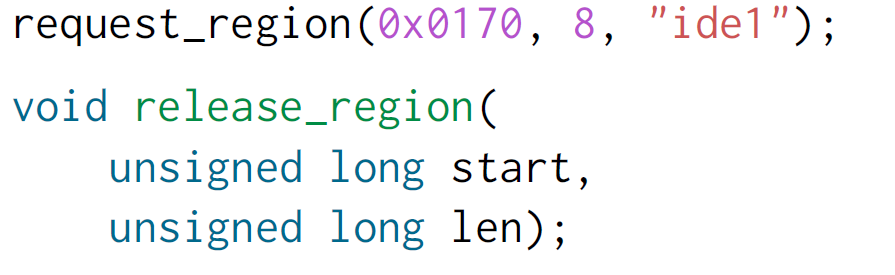 request_region(0x0170, 8, "ide1");
void release_region(
unsigned long start,
unsigned long len);